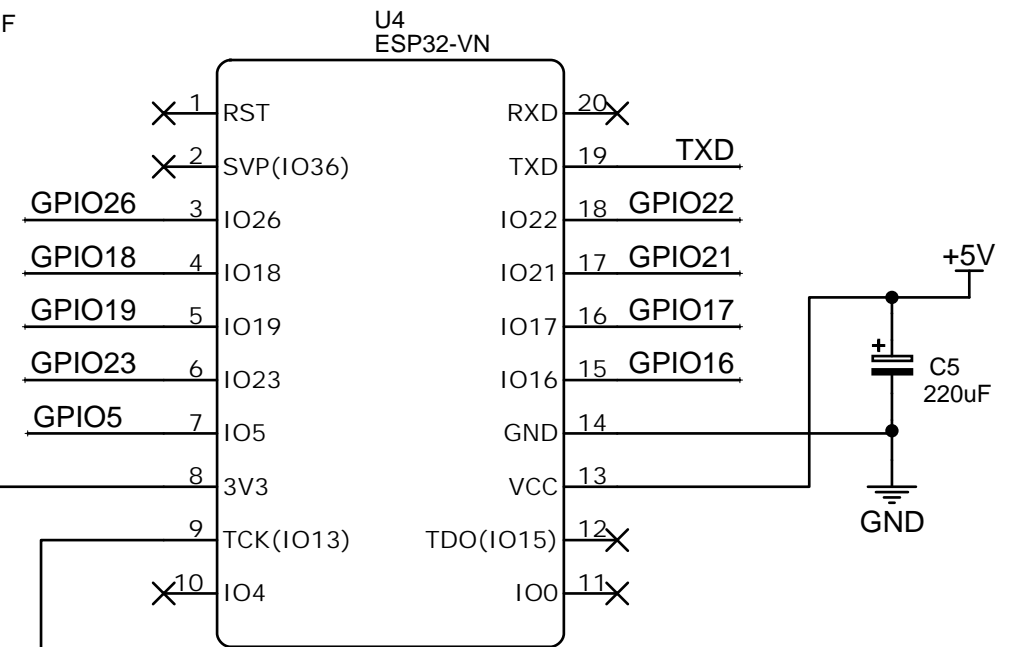 F
U4
ESP32-VN
1 RST RXD 20
2 SVP(IO36) TXD 19 TXD
GPIO26 3 IO26 IO22 18 GPIO22
GPIO18 4 IO18 IO21 17 GPIO21
+5V
GPIO19 5 IO19 IO17 16 GPIO17
GPIO23 6 IO23 IO16 15 GPIO16
+ C5
220uF
GPIO5 7 IO5 GND 14
8 3V3 VCC 13
GND
9 TCK(IO13) TDO(IO15) 12
10 IO4 IO0 11